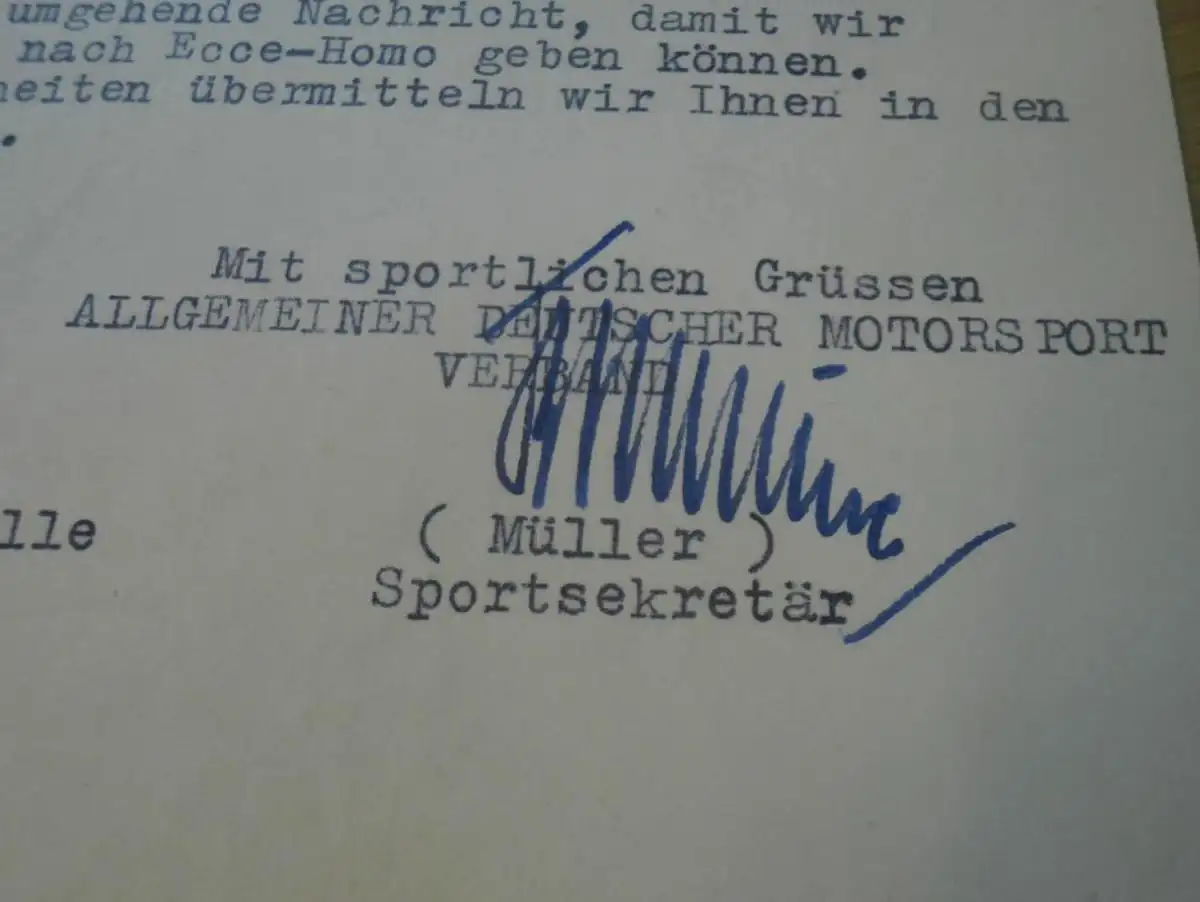 umgehende Nachricht, damit wir
nach Ecce-Homo geben können.
heiten übermitteln wir Ihnen in den
.
Mit sportlichen Grüssen
ALLGEMEINER DEUTSCHER MOTORSPORT
VERBAND
lle
( Müller )
Sportsekretär